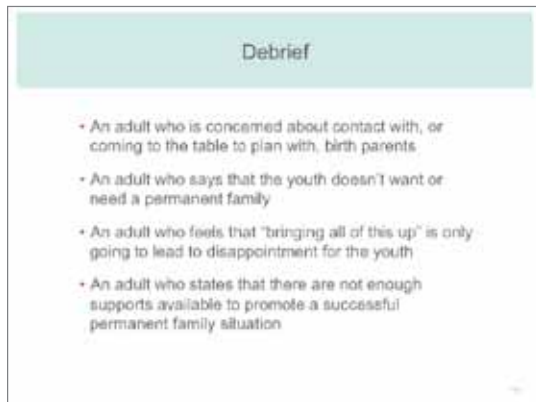 Debrief
• An adult who is concerned about contact with, or
coming to the table to plan with, birth parents
• An adult who says that the youth doesn't want or
need a permanent family
• An adult who feels that "bringing all of this up" is only
going to lead to disappointment for the youth
• An adult who states that there are not enough
supports available to promote a successful
permanent family situation